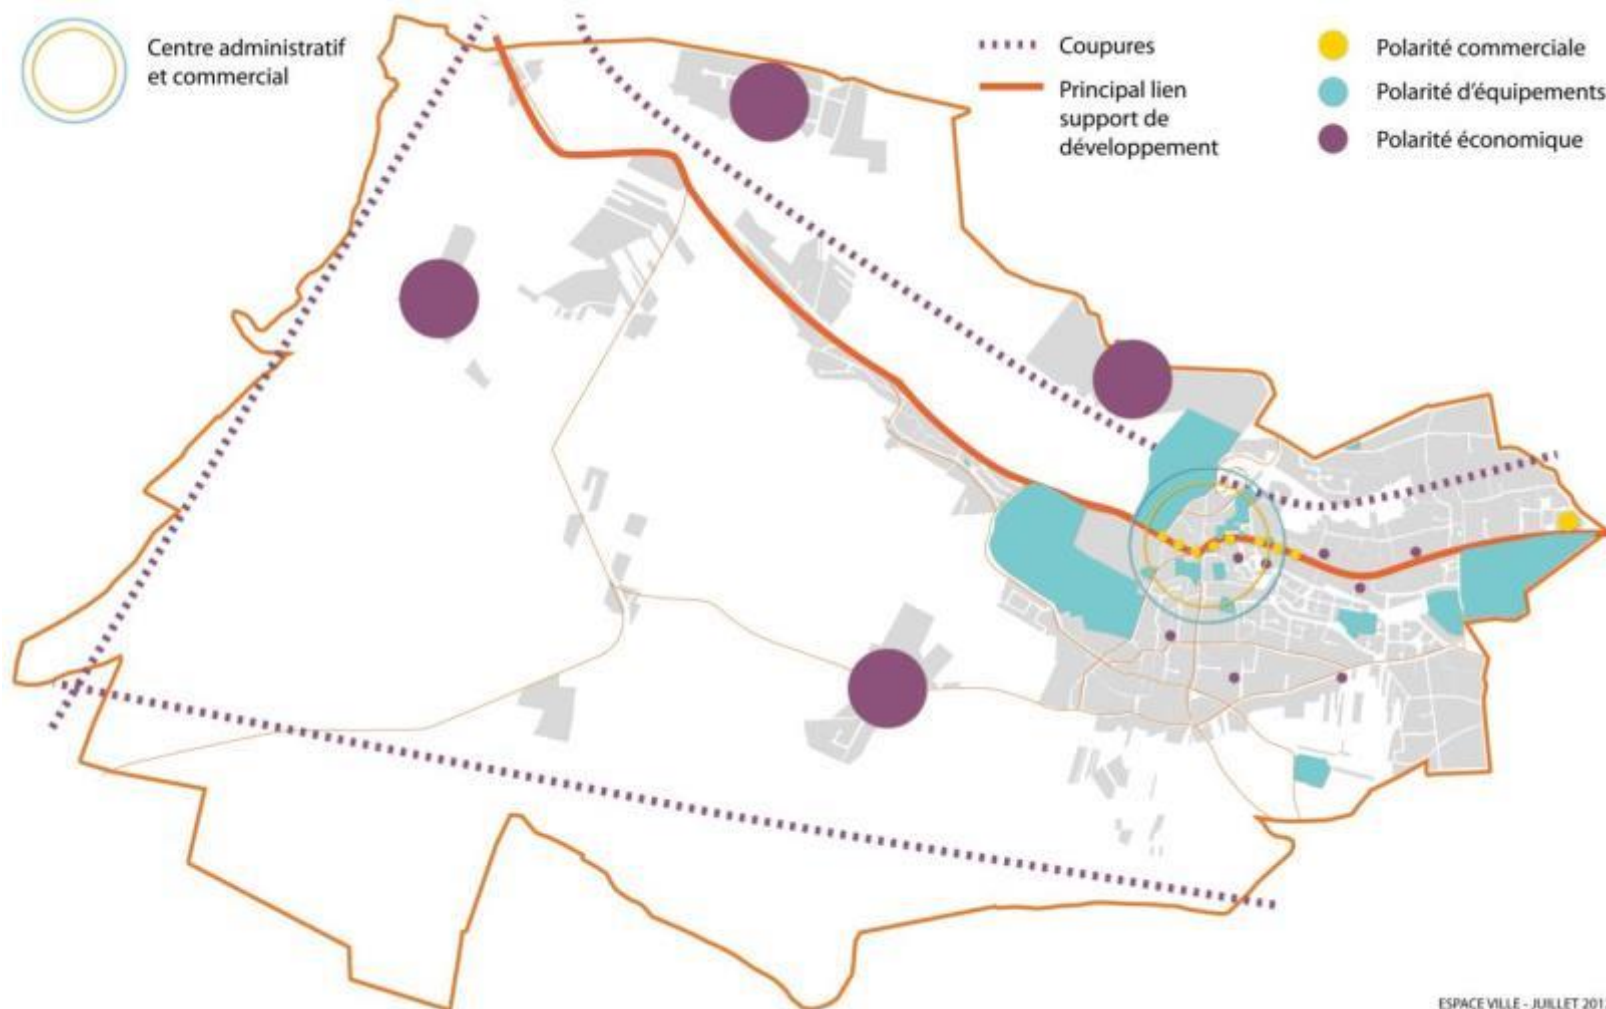 Centre administratif
et commercial
Coupures
Principal lien
support de
développement
Polarité commerciale
Polarité d'équipements
Polarité économique
ESPACE VILLE - JUILLET 201